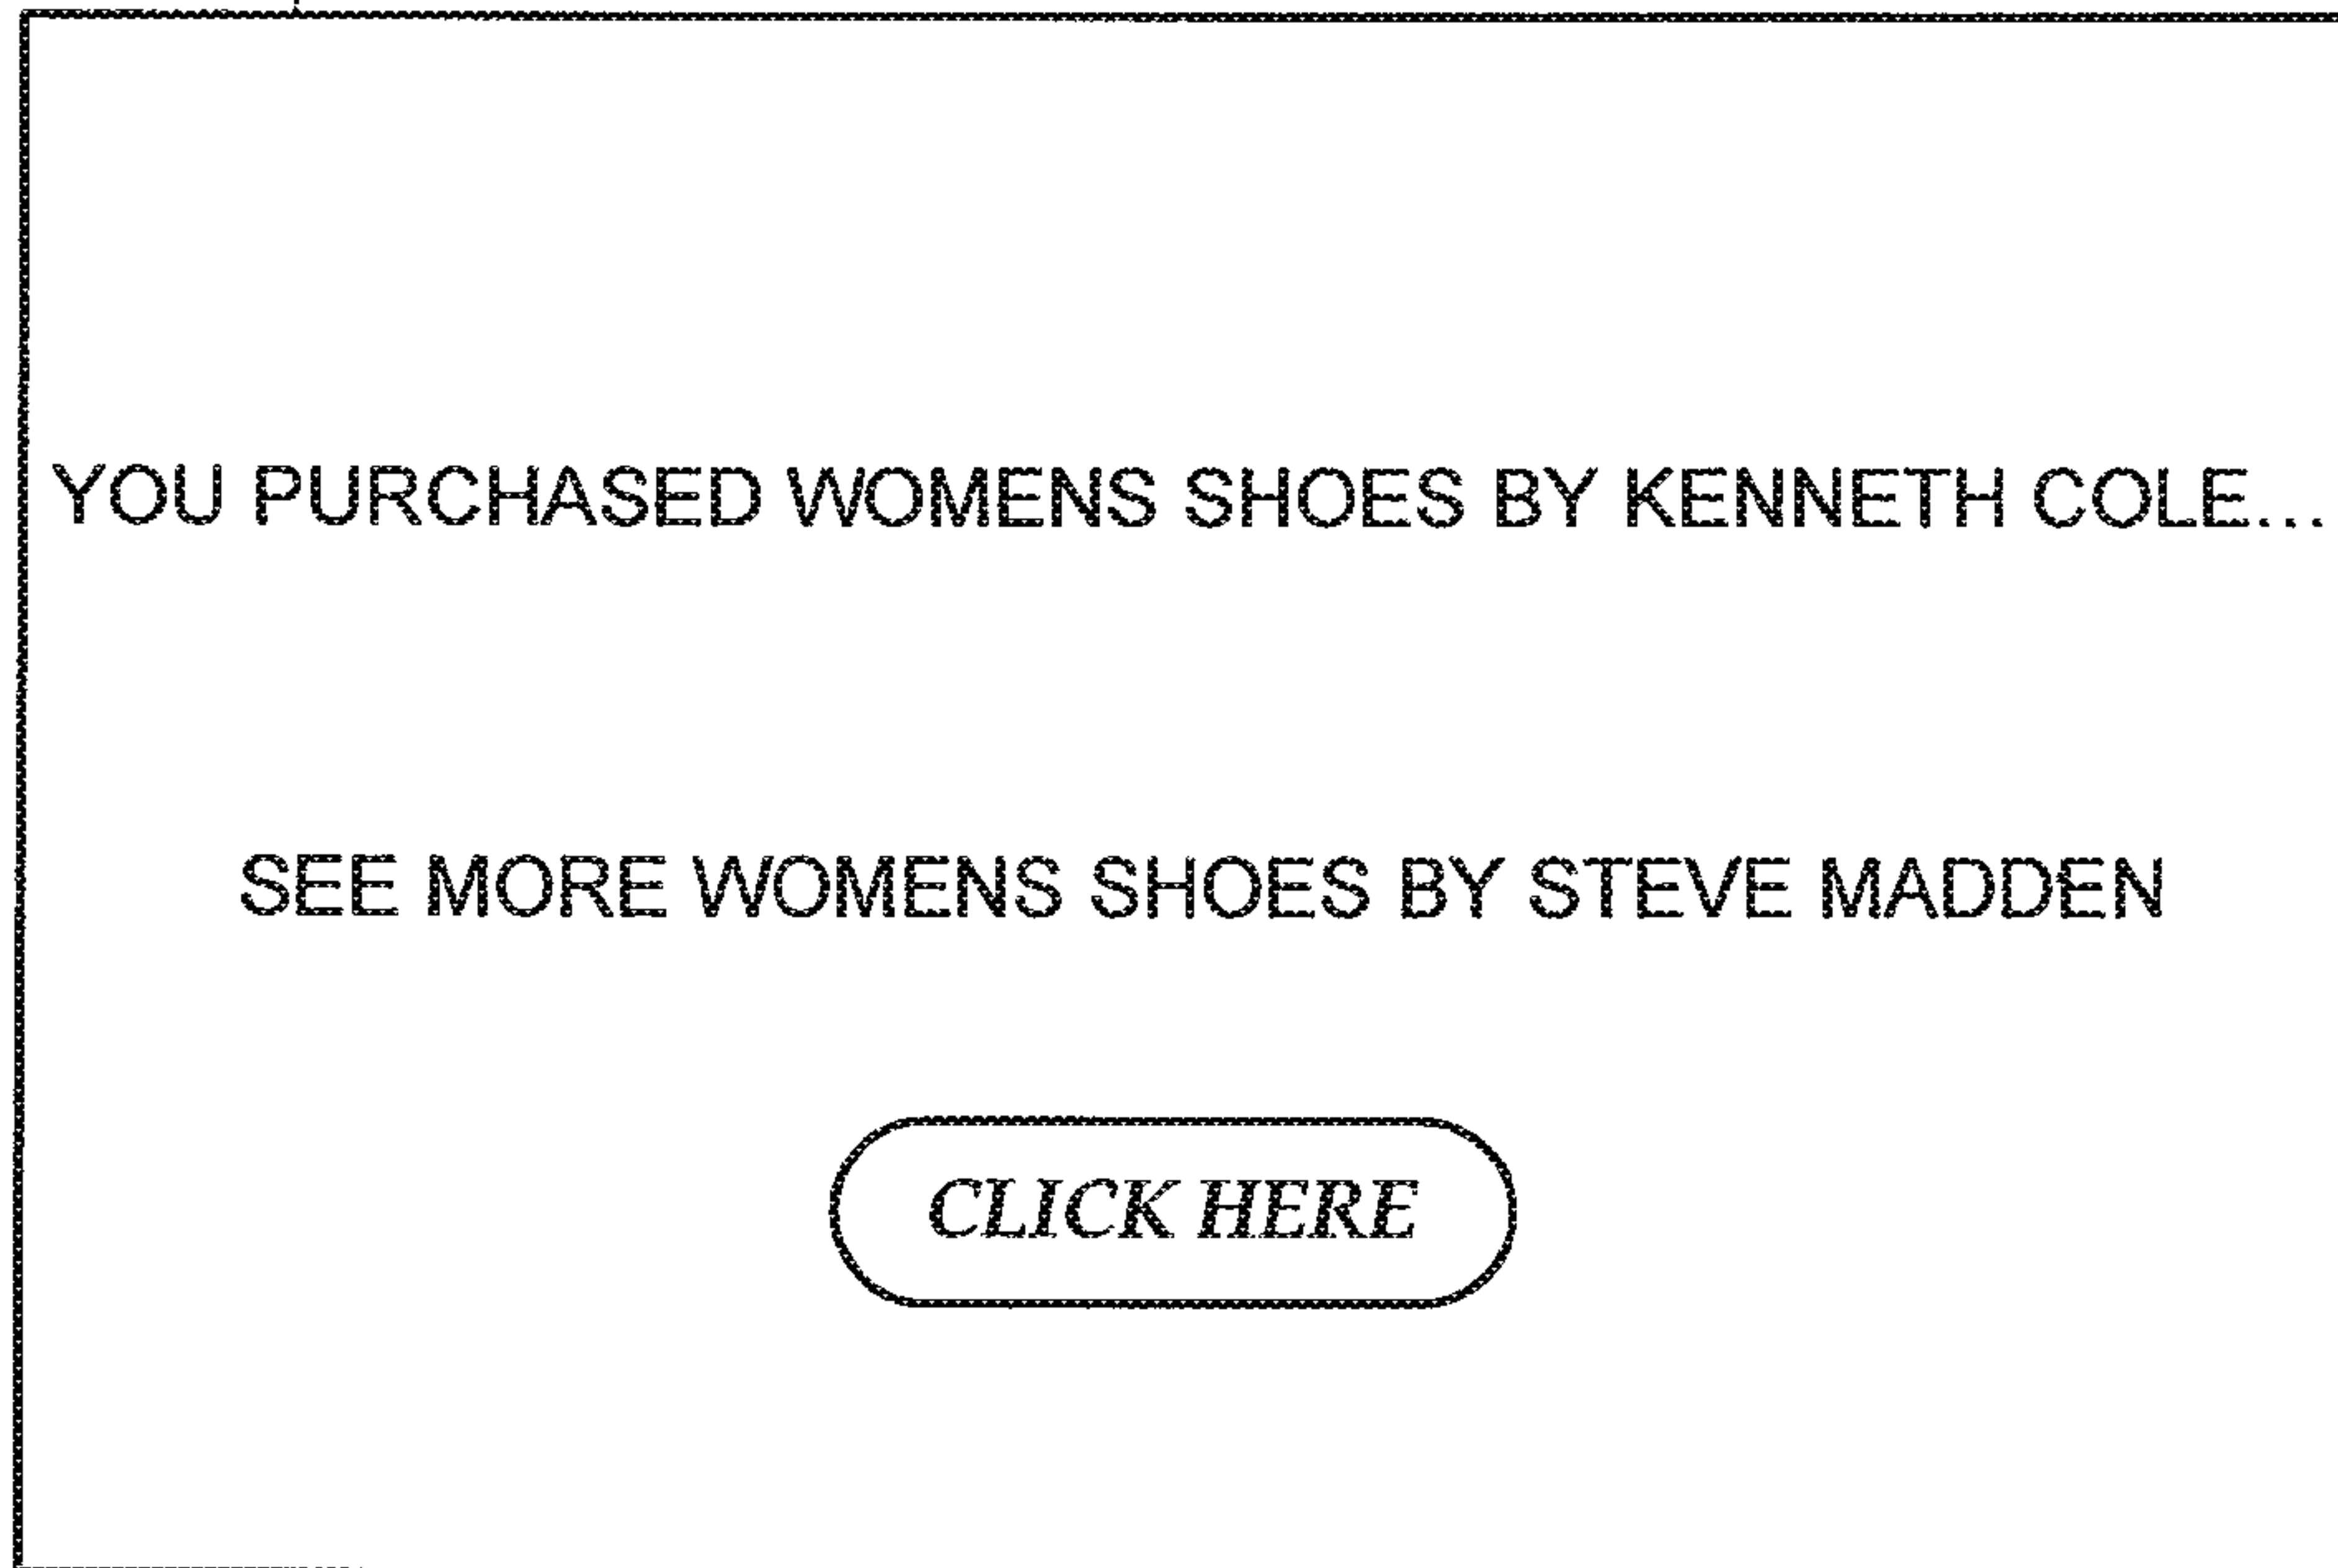 YOU PURCHASED WOMENS SHOES BY KENNETH COLE...
SEE MORE WOMENS SHOES BY STEVE MADDEN
CLICK HERE